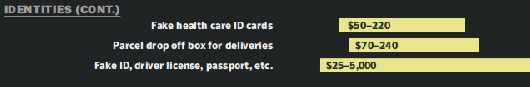 IDENTITIES (CONT.)
Fake health care ID cards $50–220
Parcel drop off box for deliveries $70–240
Fake ID, driver license, passport, etc. $25–5,000